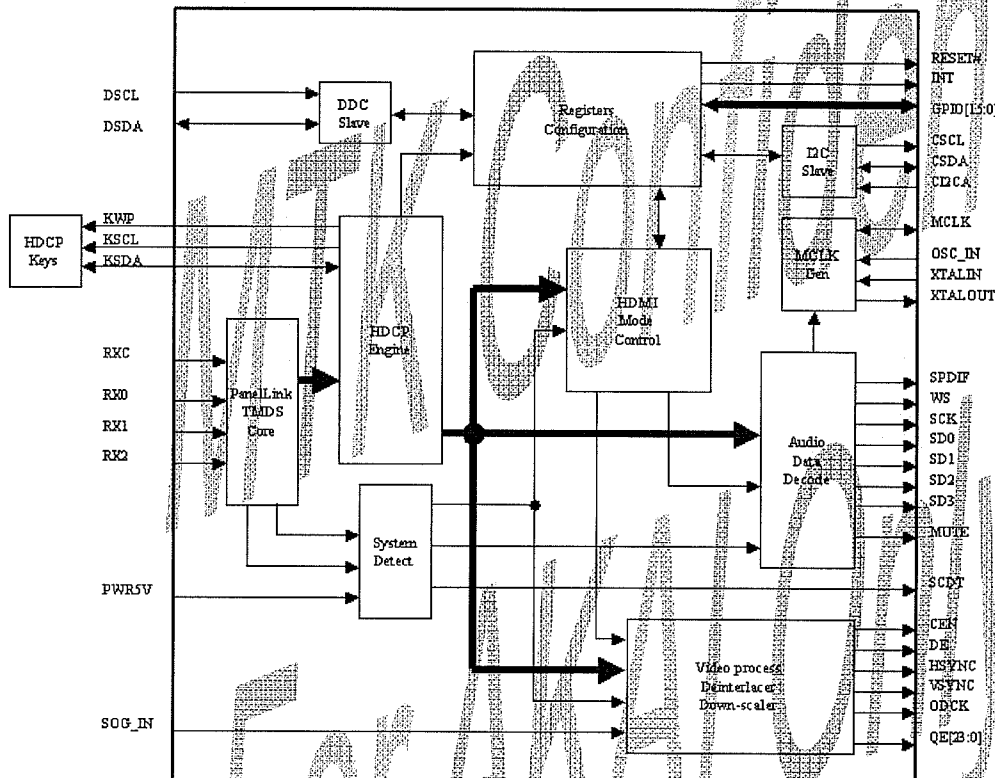 DSCL
DSDA
DDC
Slave
Registers
Configuration
RESET#
INT
GPIO[15:0]
CSCL
CSDA
CI2CA
I2C
Slave
HDCP
Keys
KWP
KSCL
KSDA
HDCP
Engine
HDMI
Mode
Control
MCLK
Gen
MCLK
OSC_IN
XTALIN
XTALOUT
RXC
RX0
RX1
RX2
PanelLink
TMDS
Core
Audio
Data
Decode
SPDIF
WS
SCK
SD0
SD1
SD2
SD3
MUTE
System
Detect
PWR5V
SCDT
SOG_IN
Video process
Deinterlacer
Down-scaler
CEN
DE
HSYNC
VSYNC
ODCK
QE[23:0]